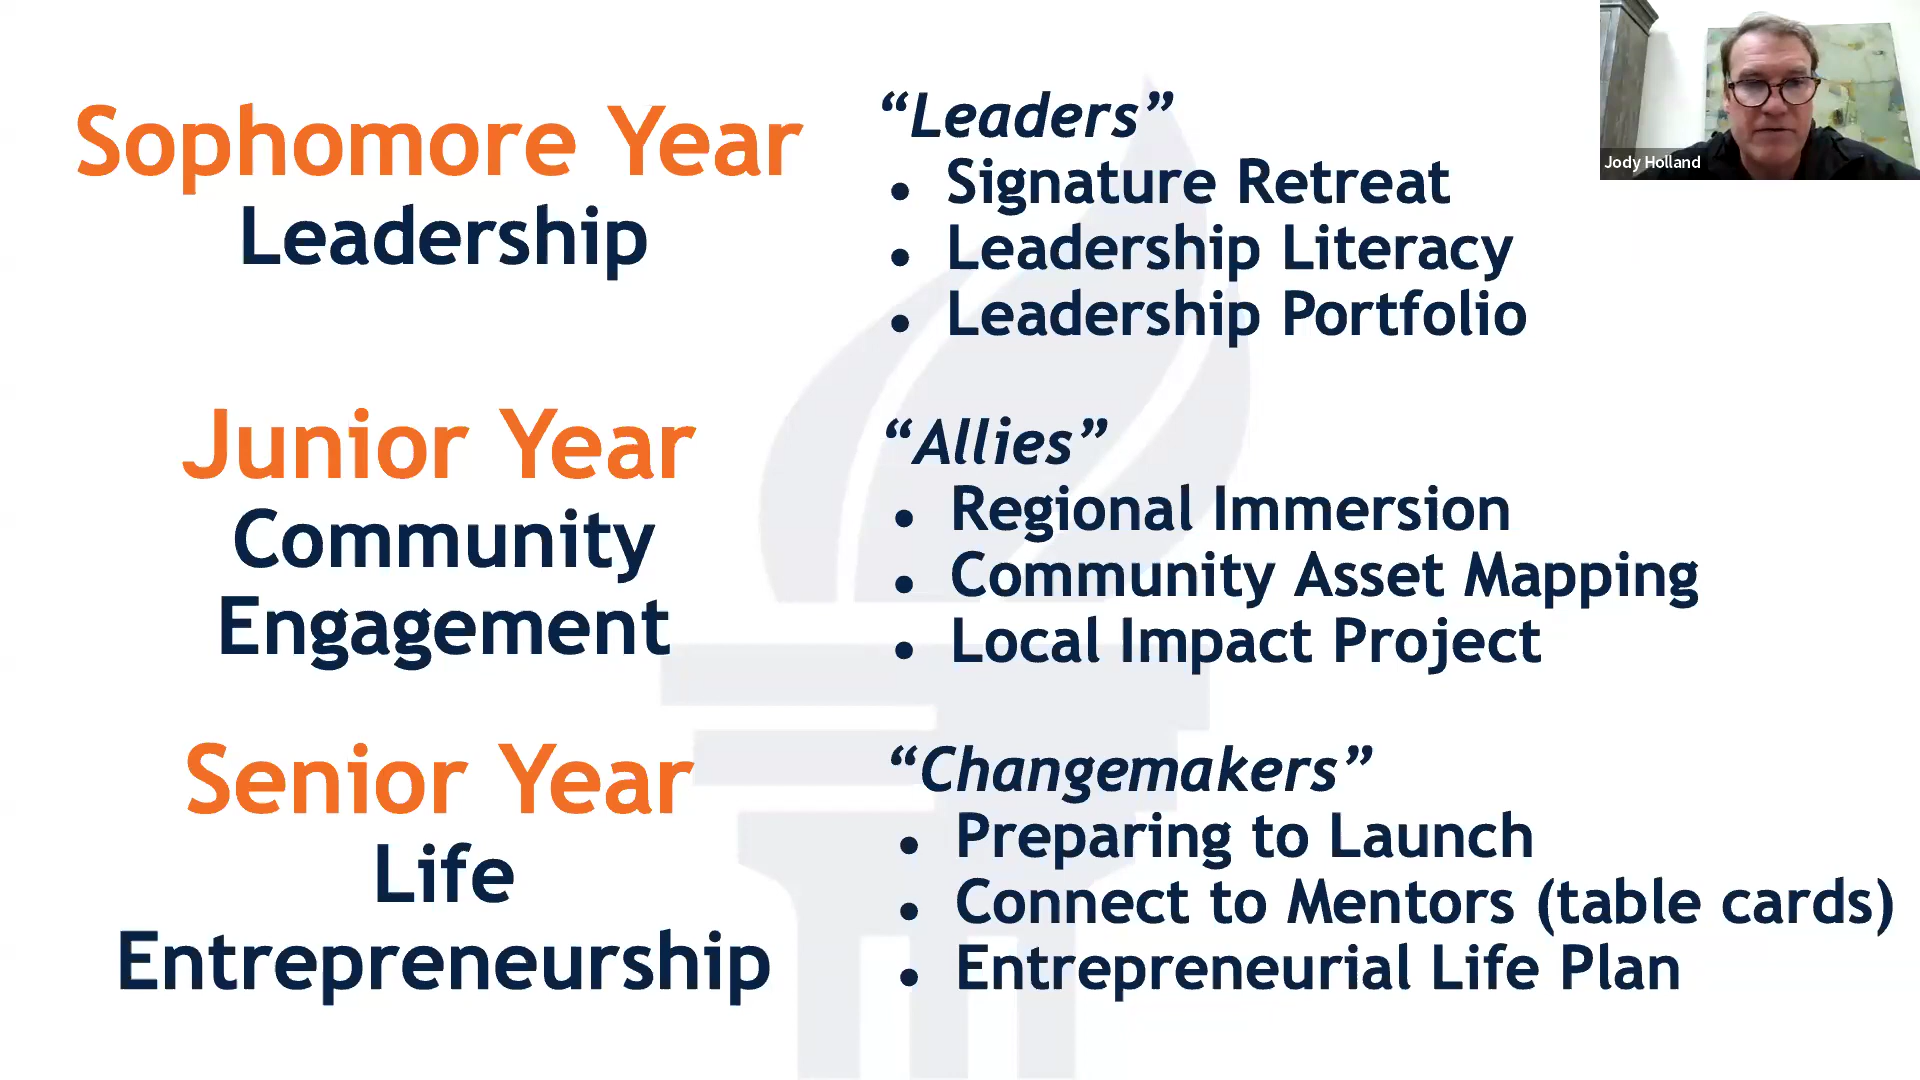 Sophomore Year
Leadership
“Leaders”
• Signature Retreat
• Leadership Literacy
• Leadership Portfolio
Junior Year
Community
Engagement
“Allies”
• Regional Immersion
• Community Asset Mapping
• Local Impact Project
Senior Year
Life
Entrepreneurship
“Changemakers”
• Preparing to Launch
• Connect to Mentors (table cards)
• Entrepreneurial Life Plan
Jody Holland